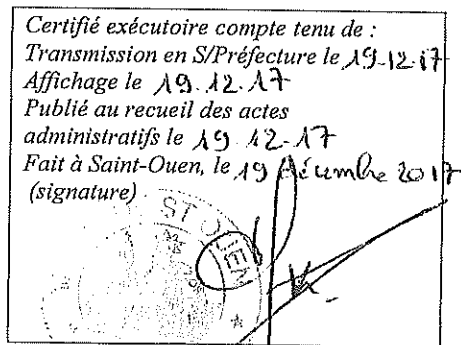 Certifié exécutoire compte tenu de :
Transmission en S/Préfecture le 19.12.17
Affichage le 19.12.17
Publié au recueil des actes
administratifs le 19.12.17
Fait à Saint-Ouen, le 19 décembre 2017
(signature)
ST OUEN